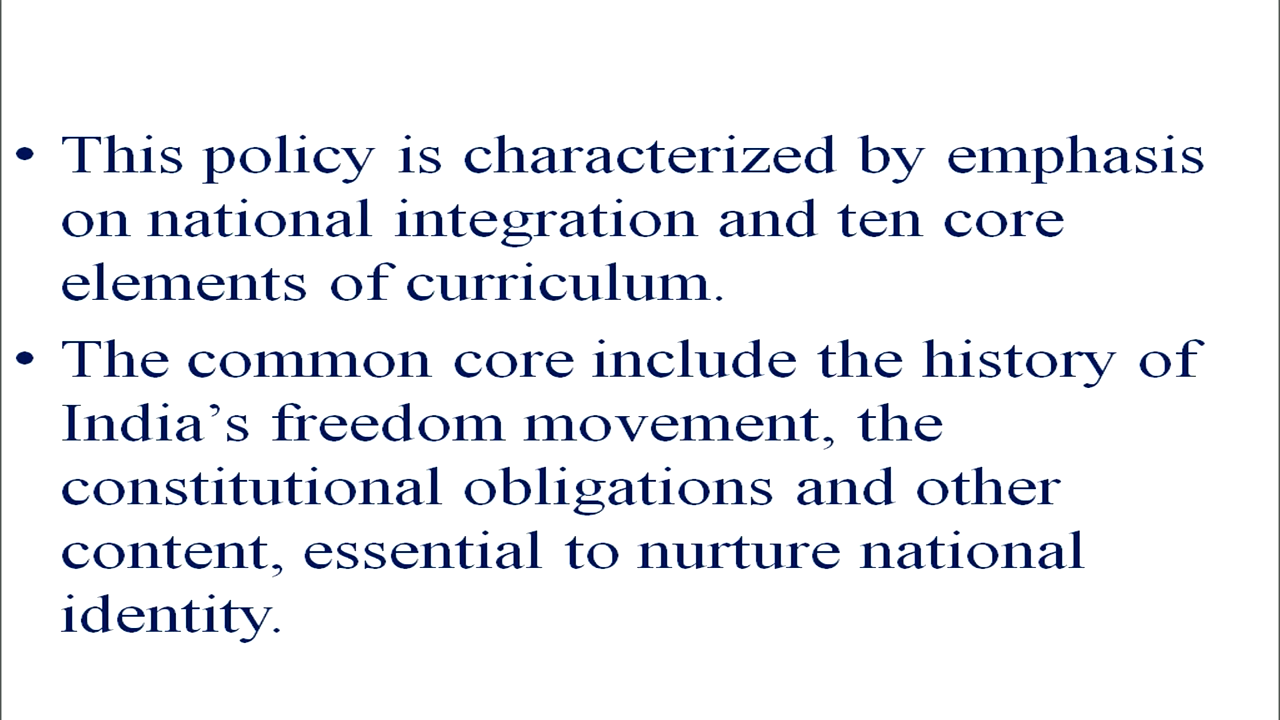 • This policy is characterized by emphasis
on national integration and ten core
elements of curriculum.
• The common core include the history of
India’s freedom movement, the
constitutional obligations and other
content, essential to nurture national
identity.